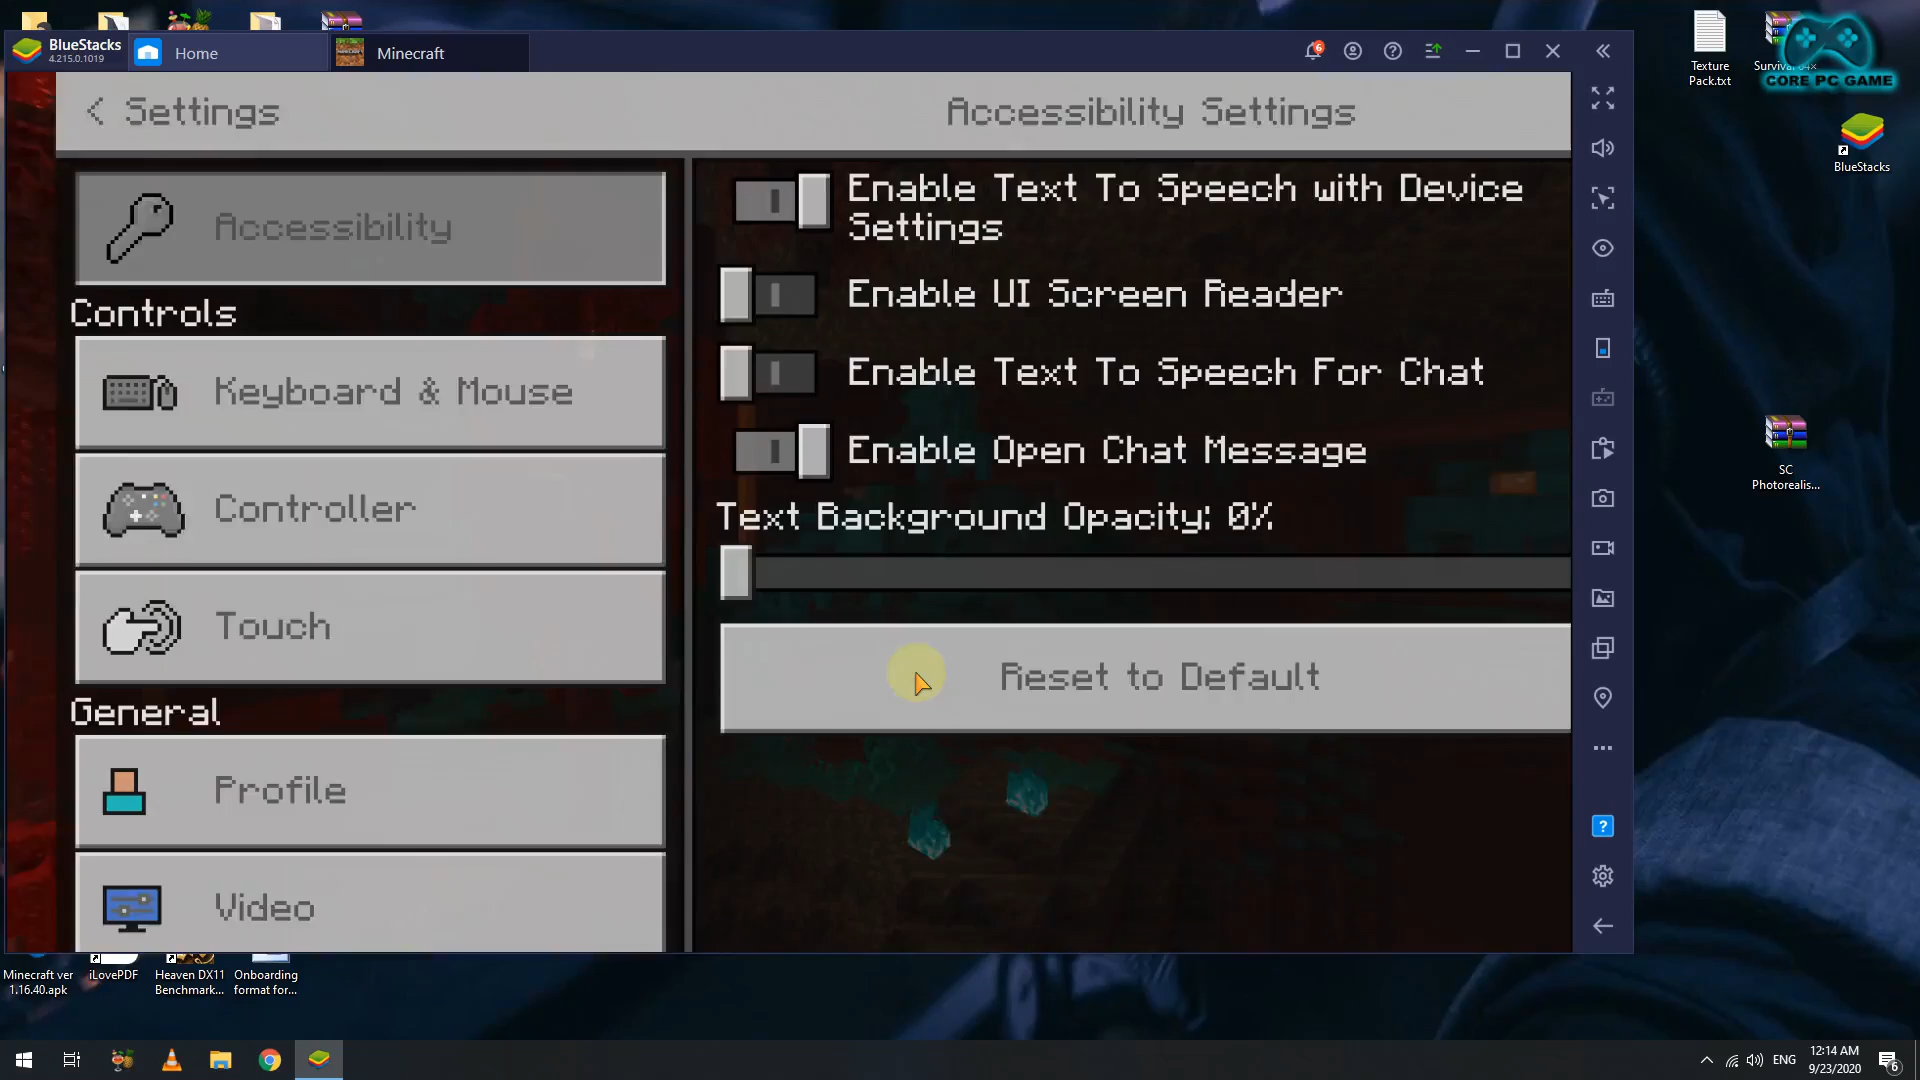 BlueStacks
4.215.0.1019
Home
Minecraft
6
Texture
Pack.txt
CORE PC GAME
BlueStacks
SC
Photorealis...
Settings
Accessibility Settings
Accessibility
Controls
Keyboard & Mouse
Controller
Touch
General
Profile
Video
Enable Text To Speech with Device
Settings
Enable UI Screen Reader
Enable Text To Speech For Chat
Enable Open Chat Message
Text Background Opacity: 0%
Reset to Default
?
Minecraft ver
1.16.40.apk
iLovePDF
Heaven DX11
Benchmark...
Onboarding
format for...
ENG
12:14 AM
9/23/2020
6